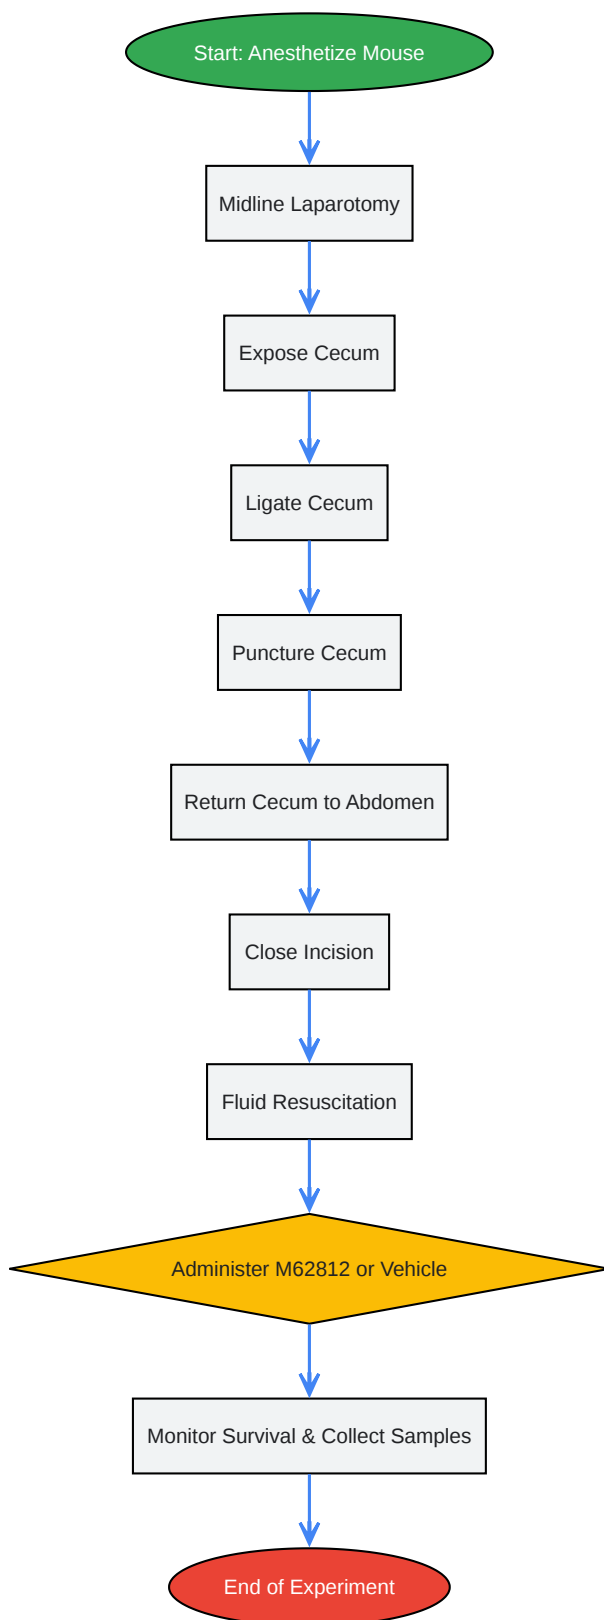 Start: Anesthetize Mouse
Midline Laparotomy
Expose Cecum
Ligate Cecum
Puncture Cecum
Return Cecum to Abdomen
Close Incision
Fluid Resuscitation
Administer M62812 or Vehicle
Monitor Survival & Collect Samples
End of Experiment